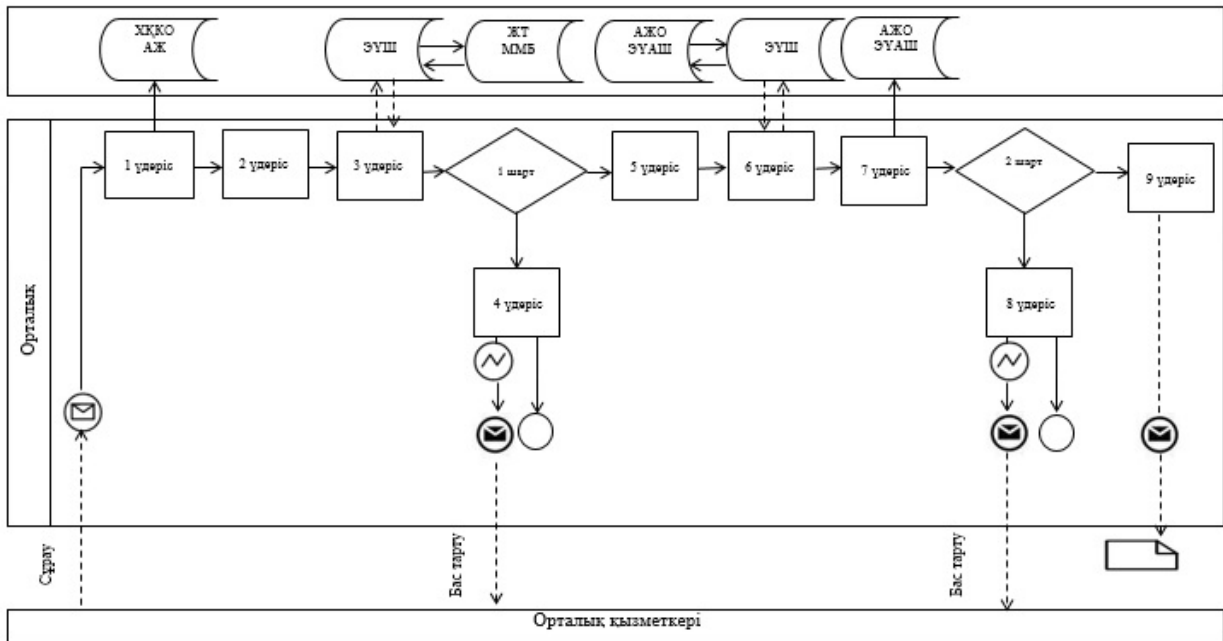 ХҚКО
АЖ
ЭҮШ
ЖТ
ММБ
АЖО
ЭҮАШ
ЭҮШ
АЖО
ЭҮАШ
1 үдеріс
2 үдеріс
3 үдеріс
1 шарт
5 үдеріс
6 үдеріс
7 үдеріс
2 шарт
9 үдеріс
4 үдеріс
8 үдеріс
Орталық
Сұрау
Бас тарту
Бас тарту
Орталық қызметкері